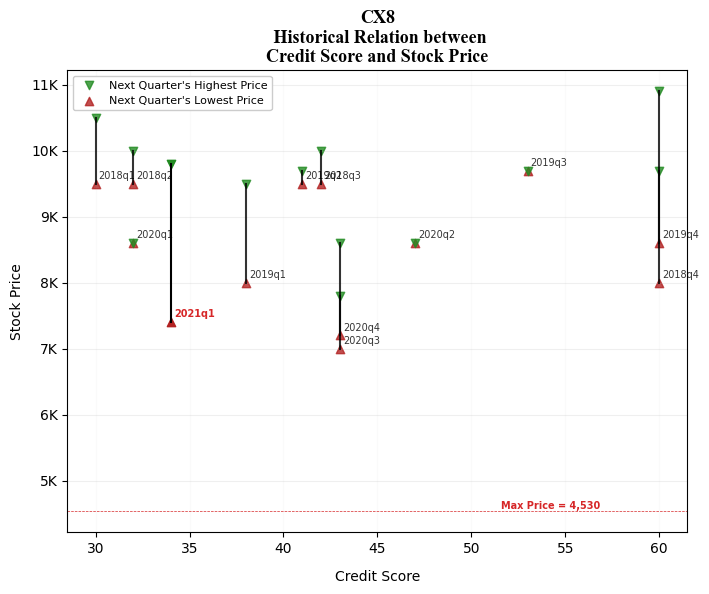 CX8
Historical Relation between
Credit Score and Stock Price
Next Quarter's Highest Price
Next Quarter's Lowest Price
11K
10K
9K
8K
7K
6K
5K
Stock Price
2019q3
2018q1
2018q2
2018q3
2020q1
2020q2
2019q4
2019q1
2018q4
2021q1
2020q4
2020q3
Max Price = 4,530
30 35 40 45 50 55 60
Credit Score